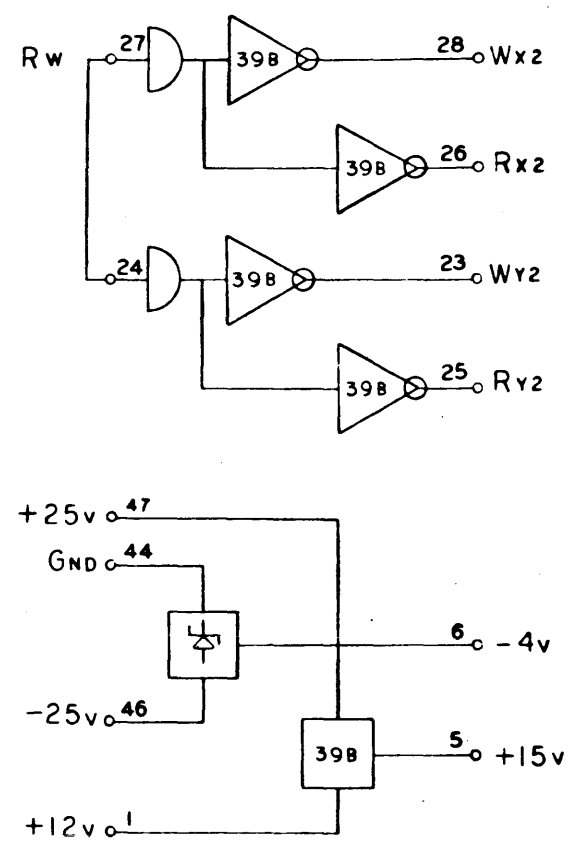 RW 27 39B 28 WX2
39B 26 RX2
24 39B 23 WY2
39B 25 RY2
+25V 47
GND 44
6 -4V
-25V 46
39B 5 +15V
+12V 1